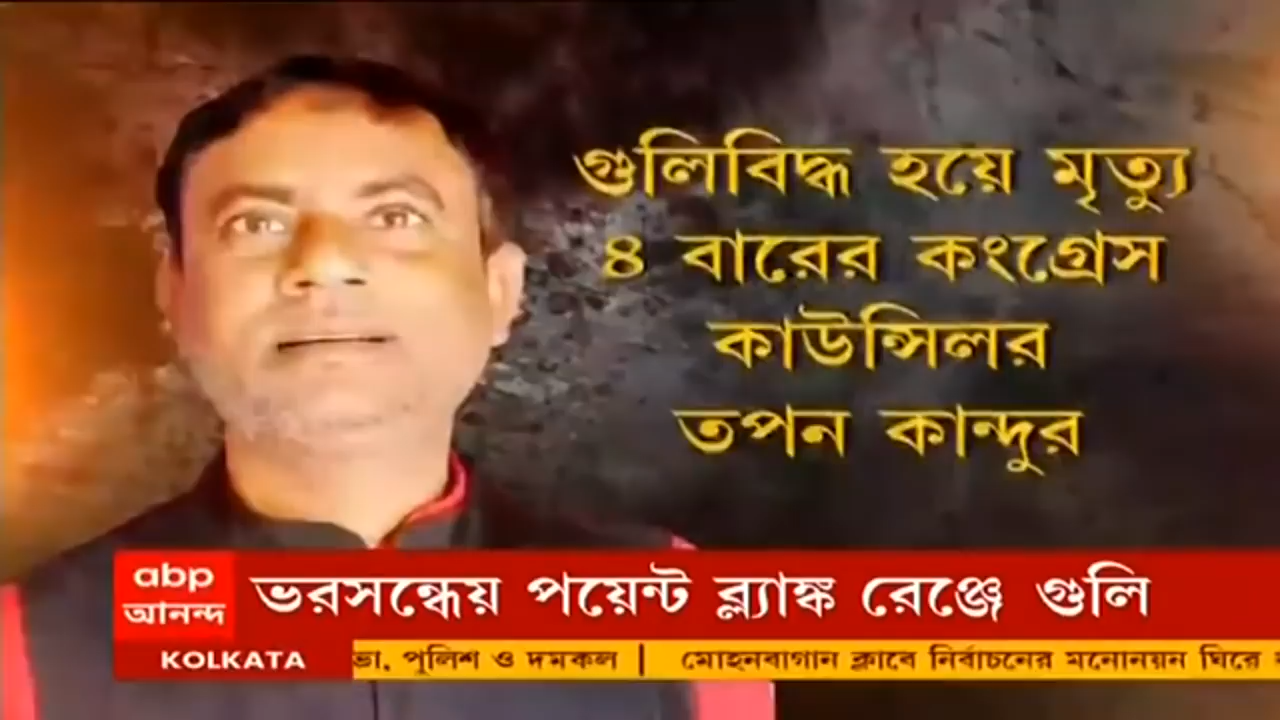 গুলিবিদ্ধ হয়ে মৃত্যু
৪ বারের কংগ্রেস
কাউন্সিলর
তপন কান্দুর
abp
আনন্দ
ভরসন্ধেয় পয়েন্ট ব্ল্যাঙ্ক রেঞ্জে গুলি
KOLKATA
ভা, পুলিশ ও দমকল | মোহনবাগান ক্লাবে নির্বাচনের মনোনয়ন ঘিরে